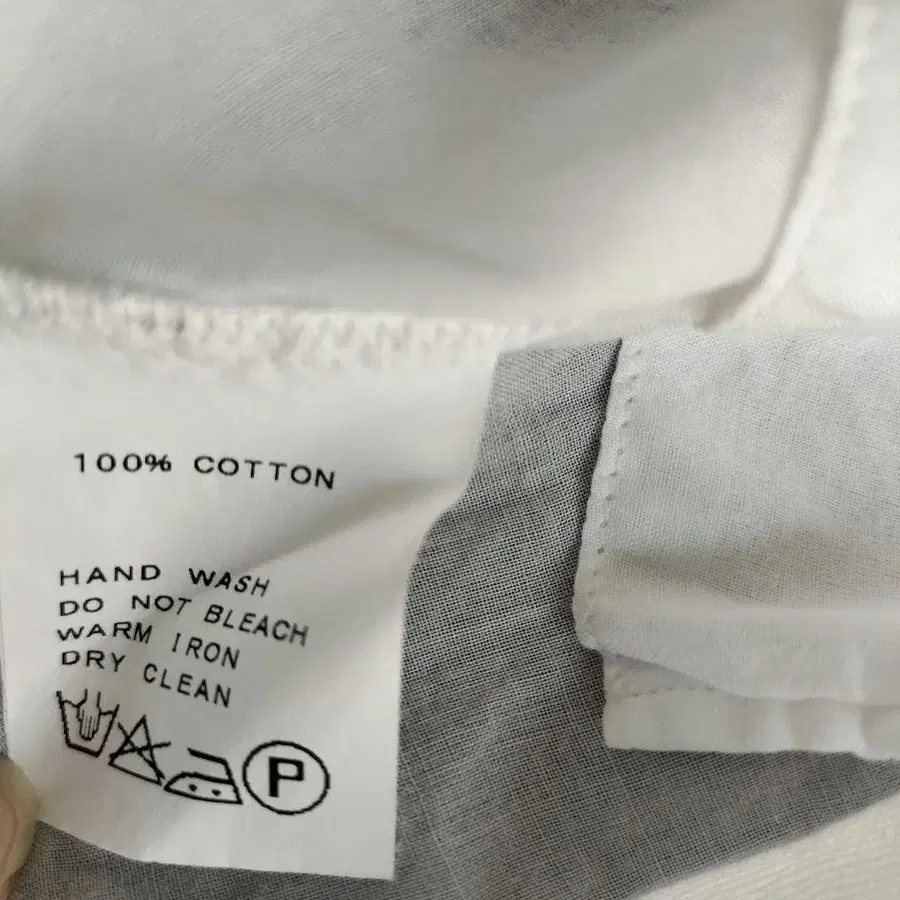 100% COTTON
HAND WASH
DO NOT BLEACH
WARM IRON
DRY CLEAN
P